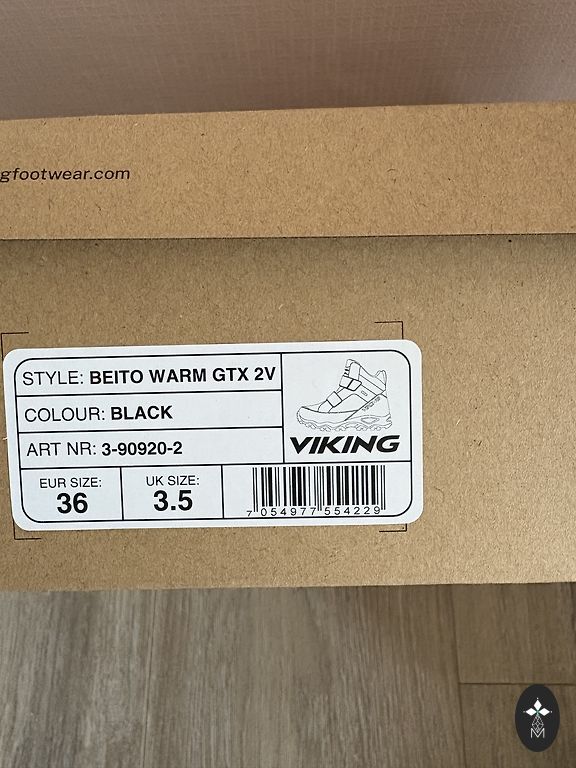 gfootwear.com
STYLE: BEITO WARM GTX 2V
COLOUR: BLACK
ART NR: 3-90920-2
VIKING
EUR SIZE:
36
UK SIZE:
3.5
7 054977 554229
M